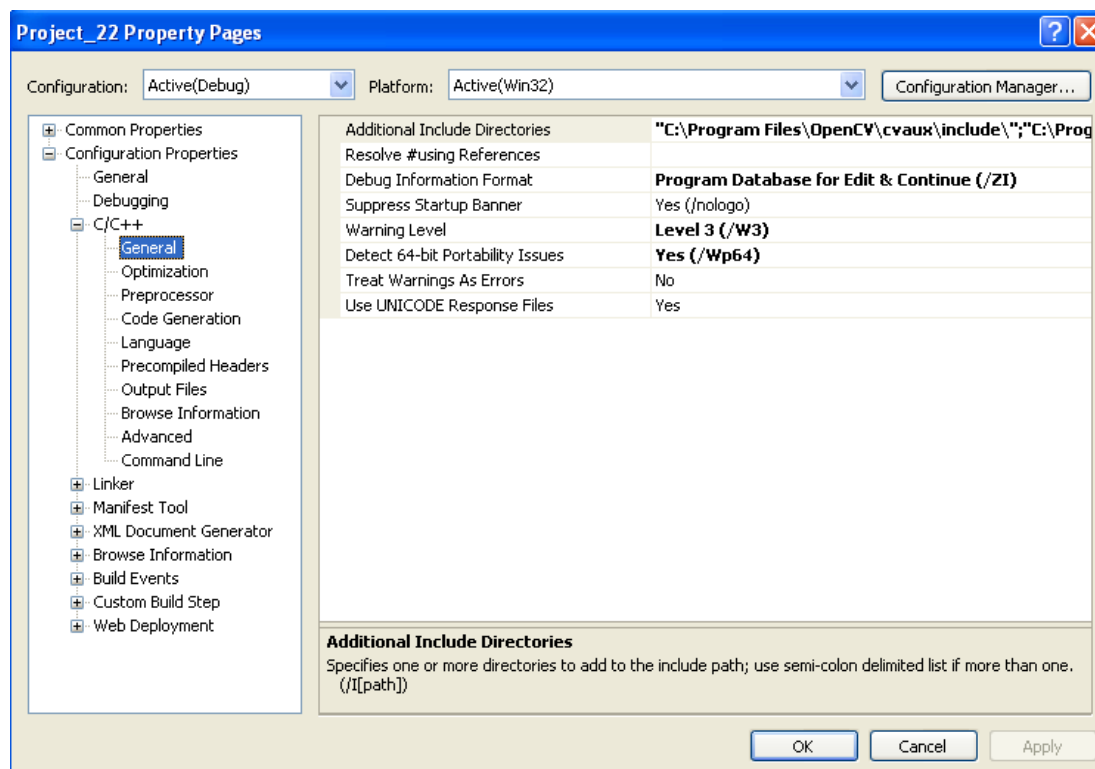 Project_22 Property Pages
Configuration: Active(Debug) Platform: Active(Win32) Configuration Manager...
Common Properties
Configuration Properties
General
Debugging
C/C++
General
Optimization
Preprocessor
Code Generation
Language
Precompiled Headers
Output Files
Browse Information
Advanced
Command Line
Linker
Manifest Tool
XML Document Generator
Browse Information
Build Events
Custom Build Step
Web Deployment
Additional Include Directories "C:\Program Files\OpenCV\cvaux\include\";"C:\Prog
Resolve #using References
Debug Information Format Program Database for Edit & Continue (/ZI)
Suppress Startup Banner Yes (/nologo)
Warning Level Level 3 (/W3)
Detect 64-bit Portability Issues Yes (/Wp64)
Treat Warnings As Errors No
Use UNICODE Response Files Yes
Additional Include Directories
Specifies one or more directories to add to the include path; use semi-colon delimited list if more than one.
(/I[path])
OK Cancel Apply